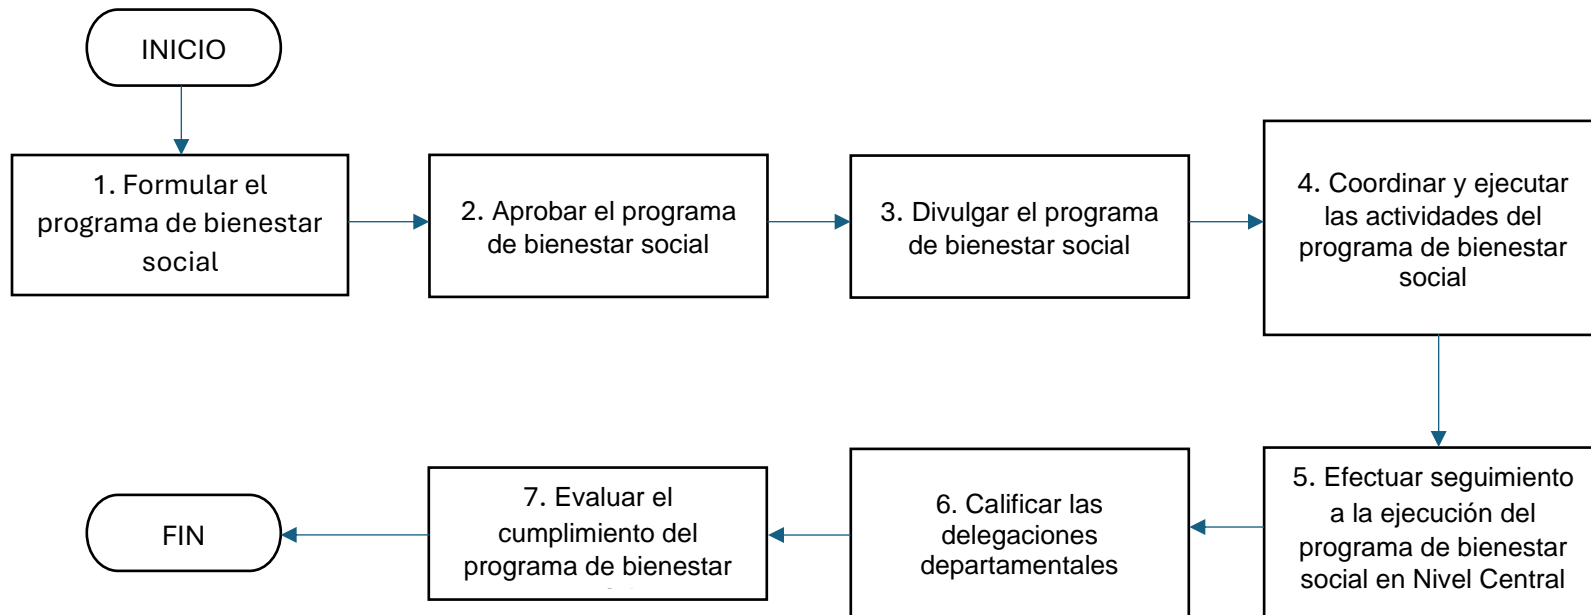 INICIO
1. Formular el
programa de bienestar
social
2. Aprobar el programa
de bienestar social
3. Divulgar el programa
de bienestar social
4. Coordinar y ejecutar
las actividades del
programa de bienestar
social
5. Efectuar seguimiento
a la ejecución del
programa de bienestar
social en Nivel Central
6. Calificar las
delegaciones
departamentales
7. Evaluar el
cumplimiento del
programa de bienestar
FIN